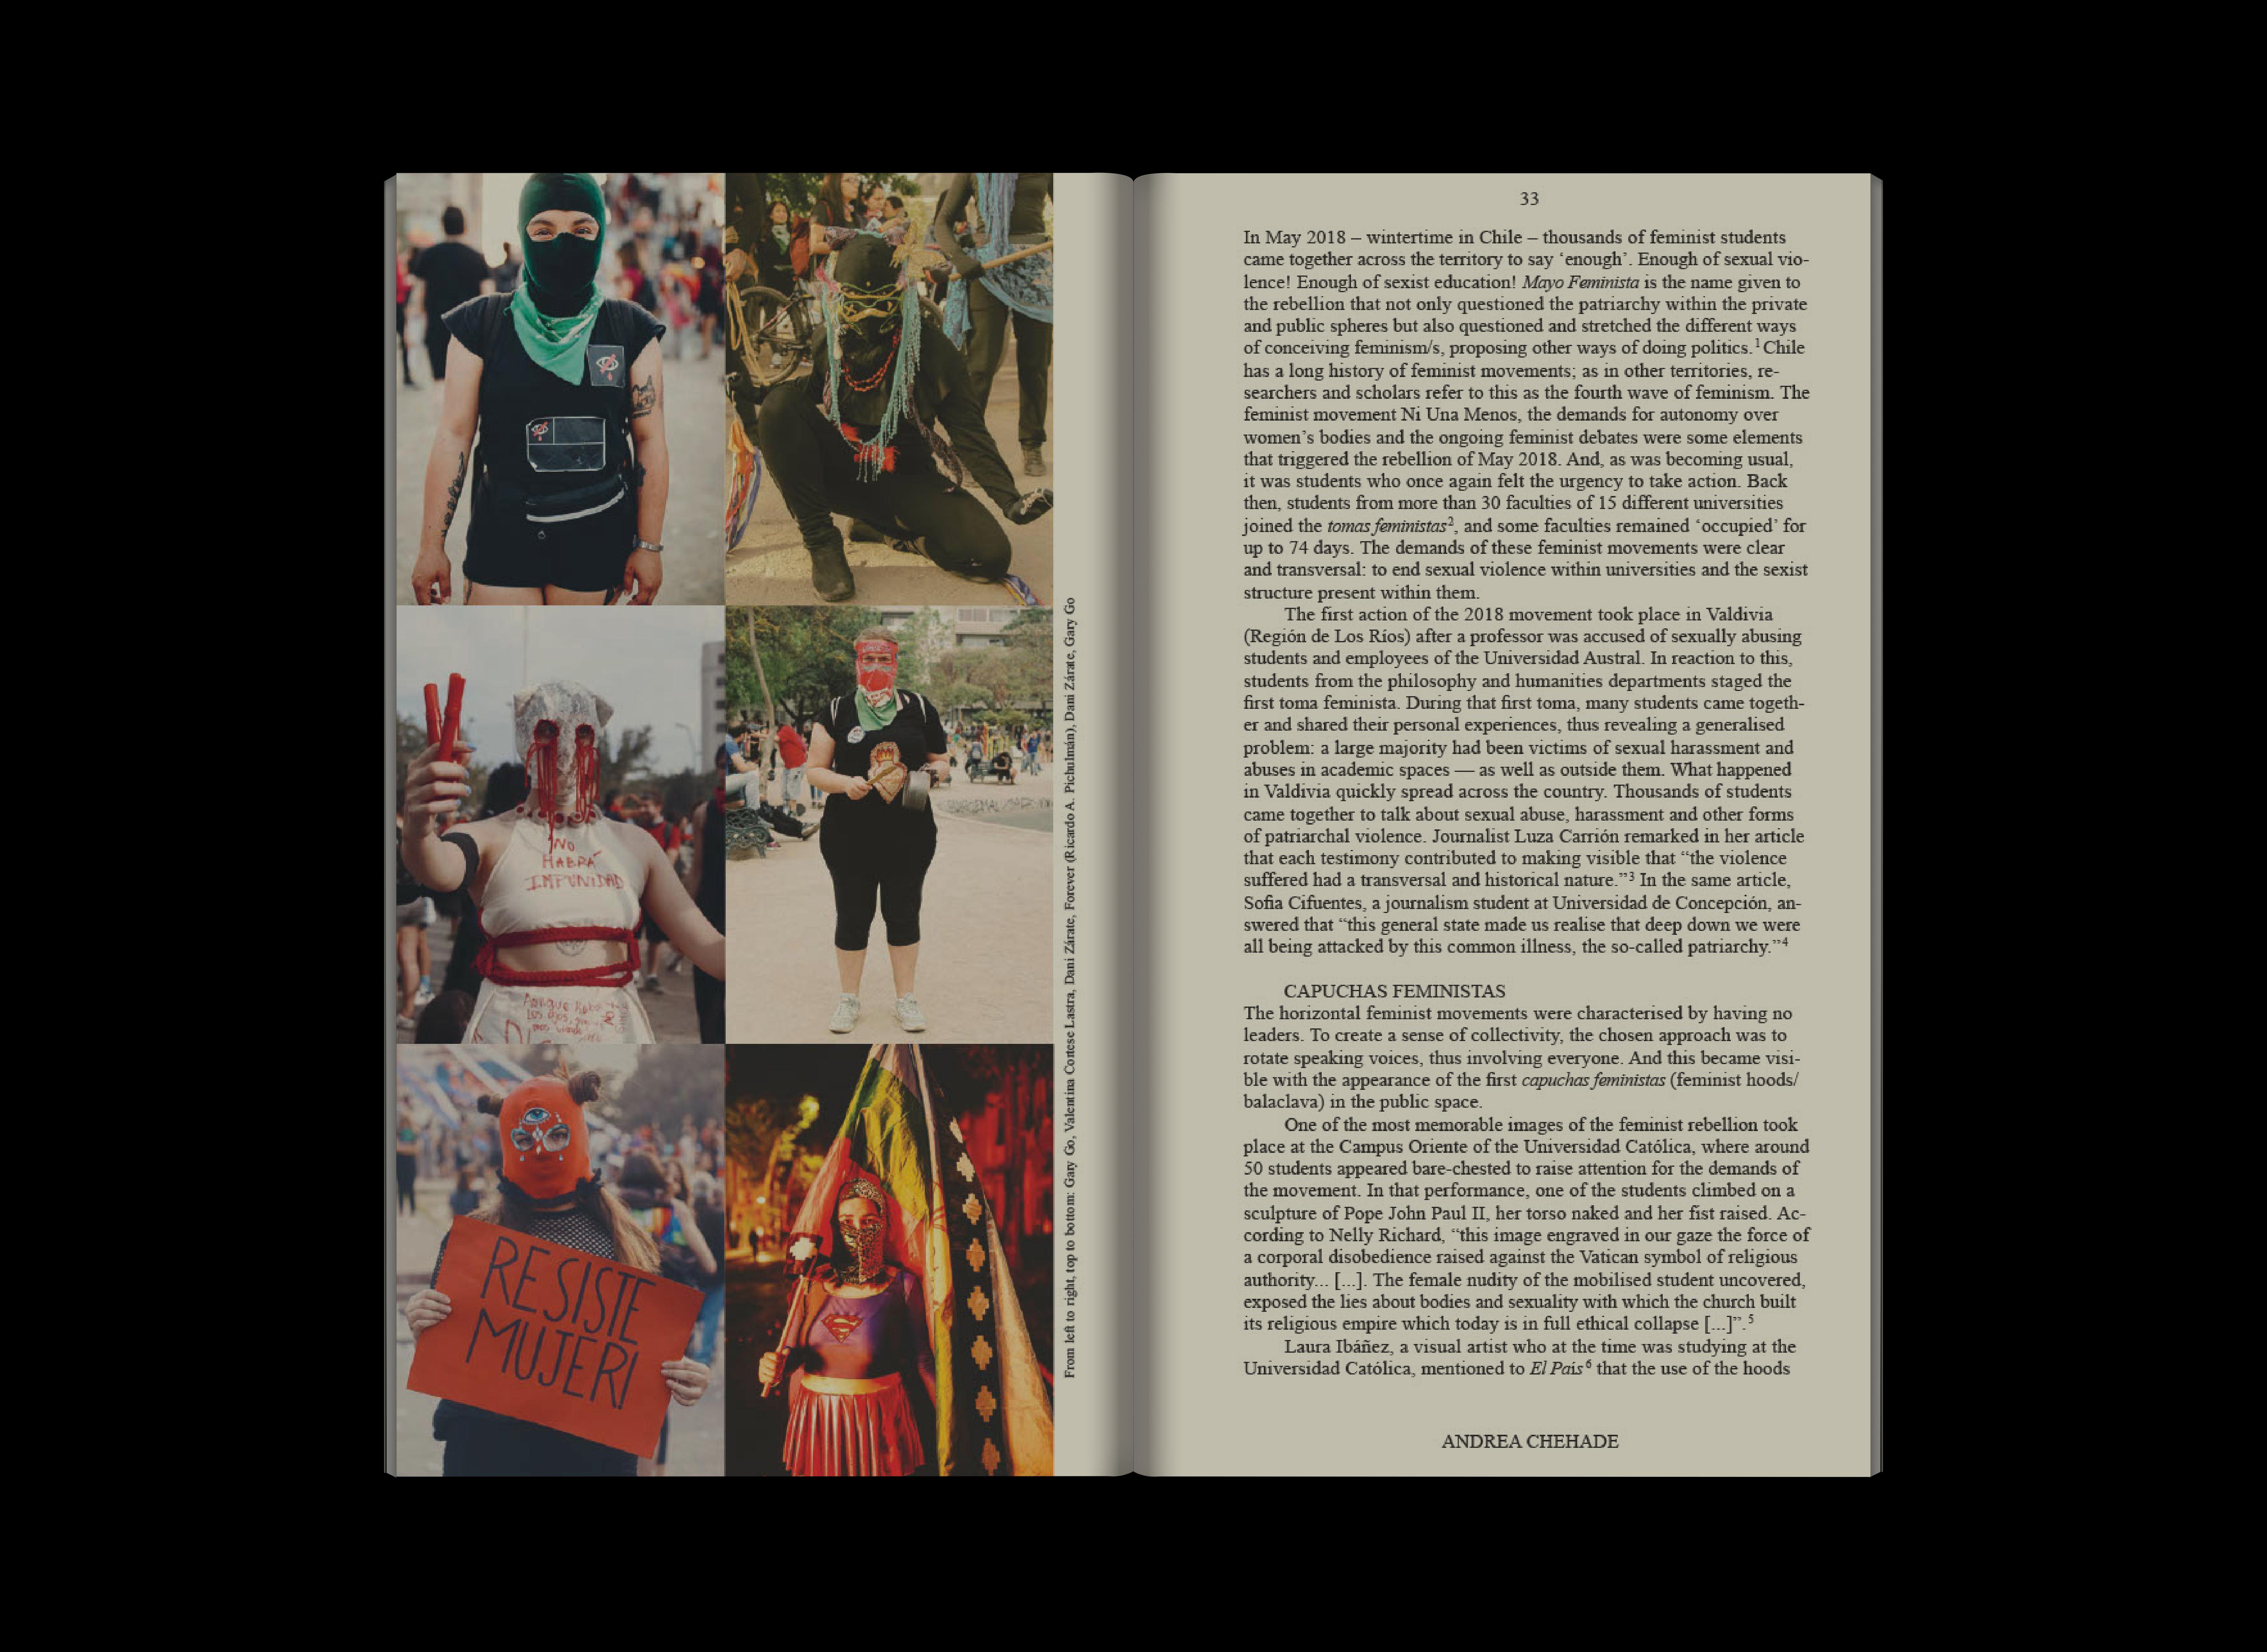 NO
HABRÁ
IMPUNIDAD
RESISTE
MUJER!
From left to right, top to bottom: Gary Go, Valentina Cortese Lastra, Dani Zárate, Forever (Ricardo A. Pichulmán), Dani Zárate, Gary Go
33
In May 2018 – wintertime in Chile – thousands of feminist students
came together across the territory to say ‘enough’. Enough of sexual vio-
lence! Enough of sexist education! Mayo Feminista is the name given to
the rebellion that not only questioned the patriarchy within the private
and public spheres but also questioned and stretched the different ways
of conceiving feminism/s, proposing other ways of doing politics.¹ Chile
has a long history of feminist movements; as in other territories, re-
searchers and scholars refer to this as the fourth wave of feminism. The
feminist movement Ni Una Menos, the demands for autonomy over
women’s bodies and the ongoing feminist debates were some elements
that triggered the rebellion of May 2018. And, as was becoming usual,
it was students who once again felt the urgency to take action. Back
then, students from more than 30 faculties of 15 different universities
joined the tomas feministas², and some faculties remained ‘occupied’ for
up to 74 days. The demands of these feminist movements were clear
and transversal: to end sexual violence within universities and the sexist
structure present within them.
The first action of the 2018 movement took place in Valdivia
(Región de Los Ríos) after a professor was accused of sexually abusing
students and employees of the Universidad Austral. In reaction to this,
students from the philosophy and humanities departments staged the
first toma feminista. During that first toma, many students came togeth-
er and shared their personal experiences, thus revealing a generalised
problem: a large majority had been victims of sexual harassment and
abuses in academic spaces — as well as outside them. What happened
in Valdivia quickly spread across the country. Thousands of students
came together to talk about sexual abuse, harassment and other forms
of patriarchal violence. Journalist Luza Carrión remarked in her article
that each testimony contributed to making visible that “the violence
suffered had a transversal and historical nature.”³ In the same article,
Sofia Cifuentes, a journalism student at Universidad de Concepción, an-
swered that “this general state made us realise that deep down we were
all being attacked by this common illness, the so-called patriarchy.”⁴
CAPUCHAS FEMINISTAS
The horizontal feminist movements were characterised by having no
leaders. To create a sense of collectivity, the chosen approach was to
rotate speaking voices, thus involving everyone. And this became visi-
ble with the appearance of the first capuchas feministas (feminist hoods/
balaclava) in the public space.
One of the most memorable images of the feminist rebellion took
place at the Campus Oriente of the Universidad Católica, where around
50 students appeared bare-chested to raise attention for the demands of
the movement. In that performance, one of the students climbed on a
sculpture of Pope John Paul II, her torso naked and her fist raised. Ac-
cording to Nelly Richard, “this image engraved in our gaze the force of
a corporal disobedience raised against the Vatican symbol of religious
authority... [...]. The female nudity of the mobilised student uncovered,
exposed the lies about bodies and sexuality with which the church built
its religious empire which today is in full ethical collapse [...]”.⁵
Laura Ibáñez, a visual artist who at the time was studying at the
Universidad Católica, mentioned to El País⁶ that the use of the hoods
ANDREA CHEHADE